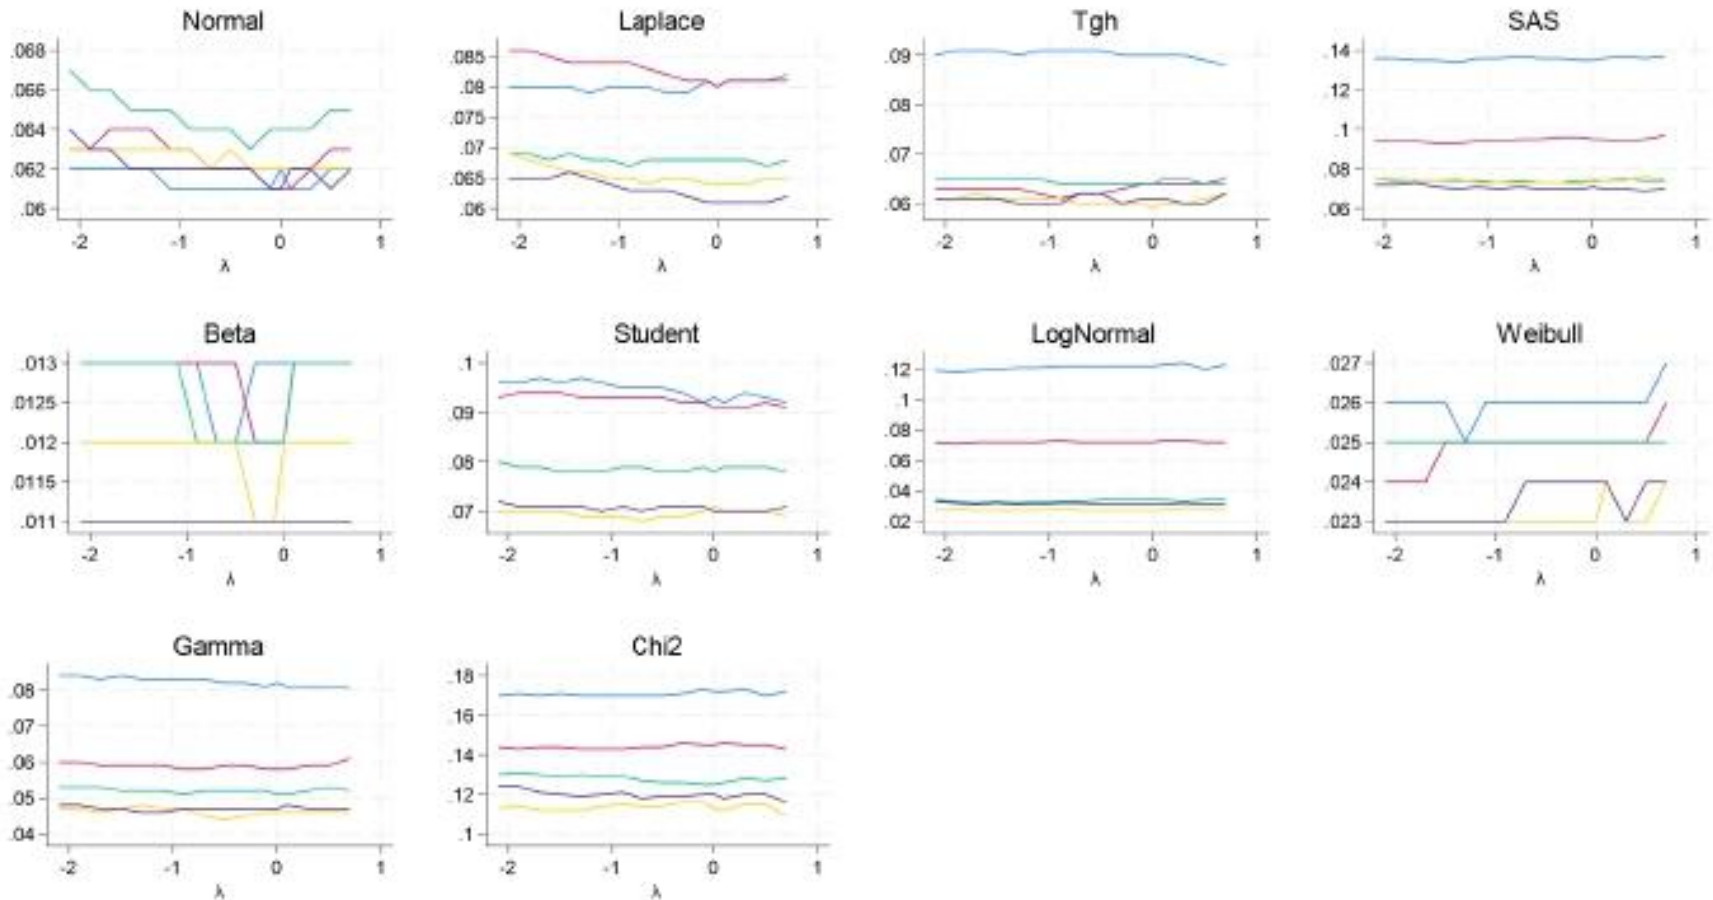 Normal
.068
.066
.064
.062
.06
-2 -1 0 1
λ
Laplace
.085
.08
.075
.07
.065
.06
-2 -1 0 1
λ
Tgh
.09
.08
.07
.06
-2 -1 0 1
λ
SAS
.14
.12
.1
.08
.06
-2 -1 0 1
λ
Beta
.013
.0125
.012
.0115
.011
-2 -1 0 1
λ
Student
.1
.09
.08
.07
-2 -1 0 1
λ
LogNormal
.12
.1
.08
.06
.04
.02
-2 -1 0 1
λ
Weibull
.027
.026
.025
.024
.023
-2 -1 0 1
λ
Gamma
.08
.07
.06
.05
.04
-2 -1 0 1
λ
Chi2
.18
.16
.14
.12
.1
-2 -1 0 1
λ